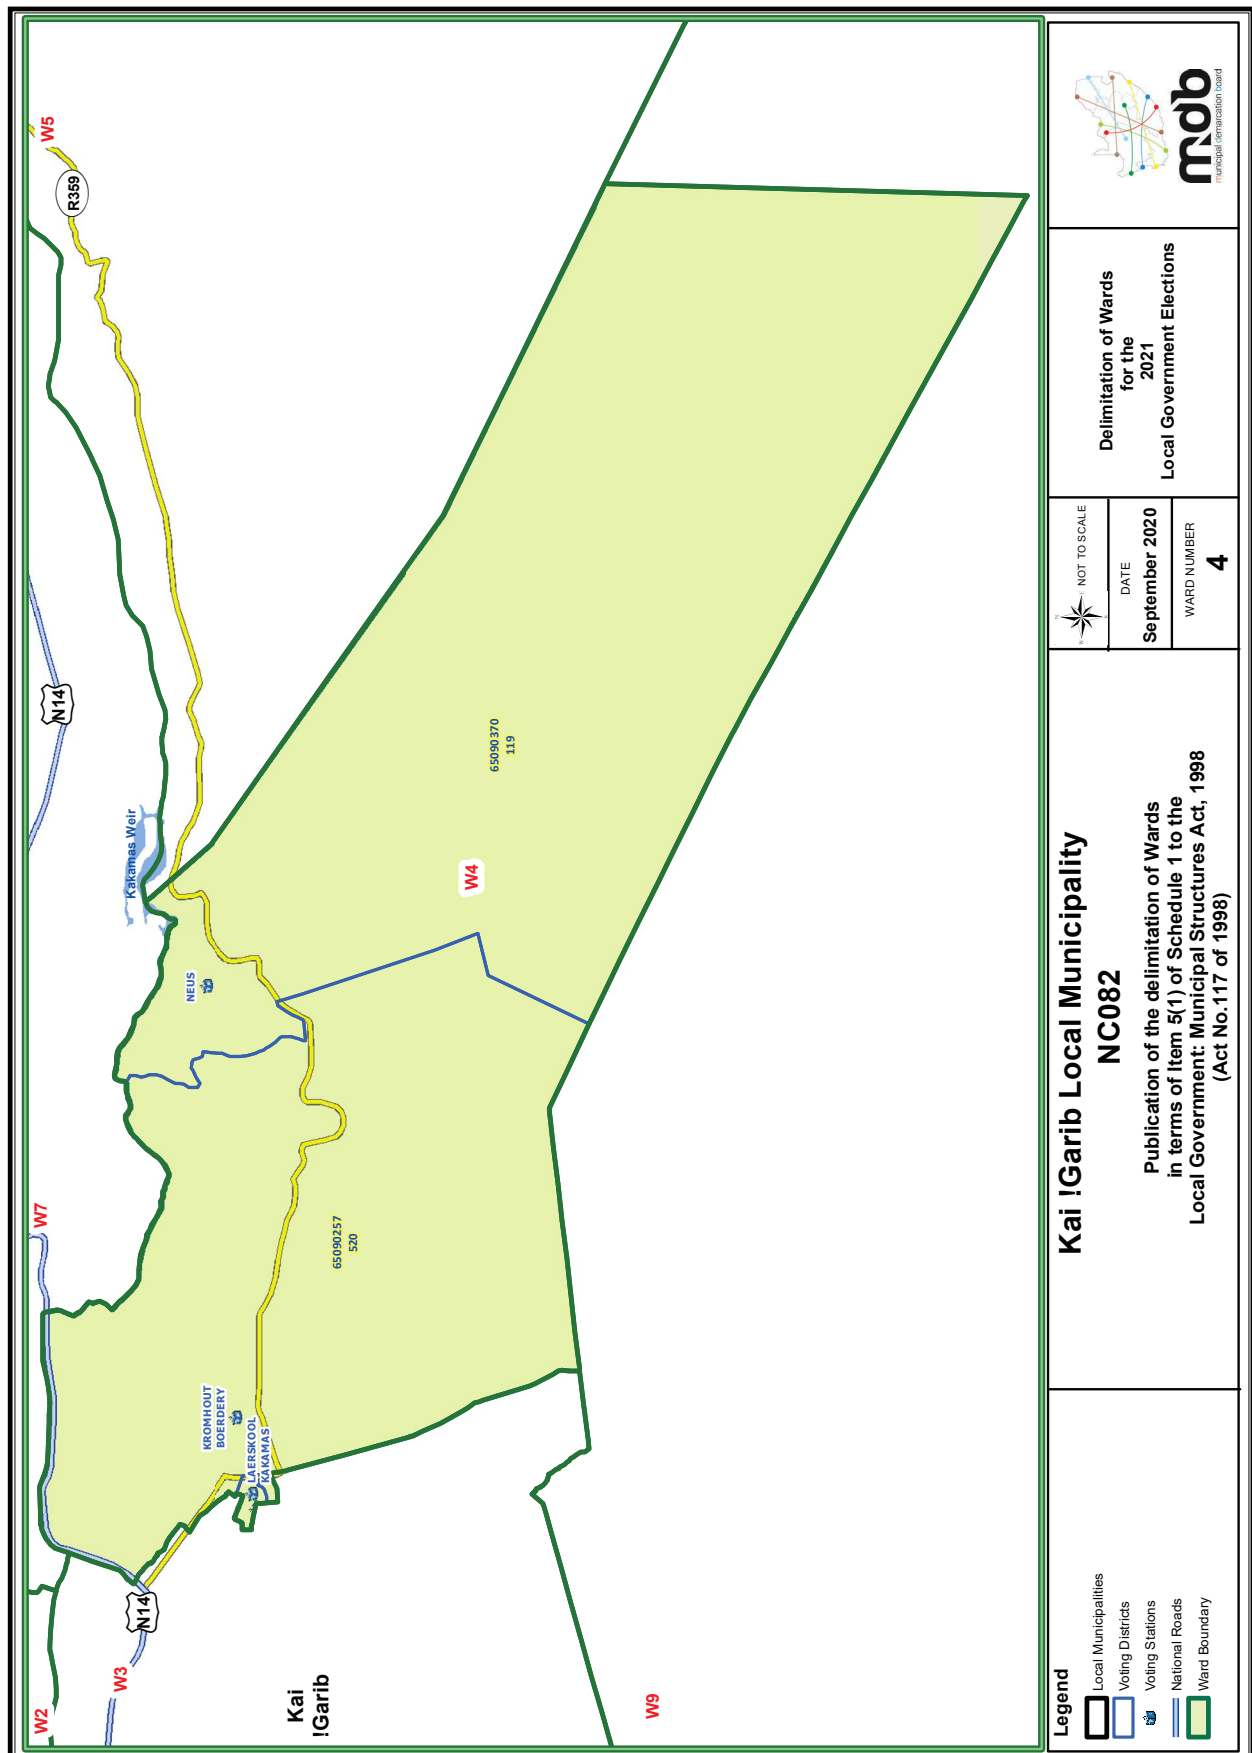 W2
W3
W7
W5
N14
N14
R359
Kakamas Weir
NEUS
KROMHOUT
BOERDERY
LAERSKOOL
KAKAMAS
65090257
520
65090370
119
W4
Kai
!Garib
W9
Legend
Local Municipalities
Voting Districts
Voting Stations
National Roads
Ward Boundary
Kai !Garib Local Municipality
NC082
Publication of the delimitation of Wards
in terms of Item 5(1) of Schedule 1 to the
Local Government: Municipal Structures Act, 1998
(Act No.117 of 1998)
N
W E
S
NOT TO SCALE
DATE
September 2020
WARD NUMBER
4
Delimitation of Wards
for the
2021
Local Government Elections
mdb
municipal demarcation board